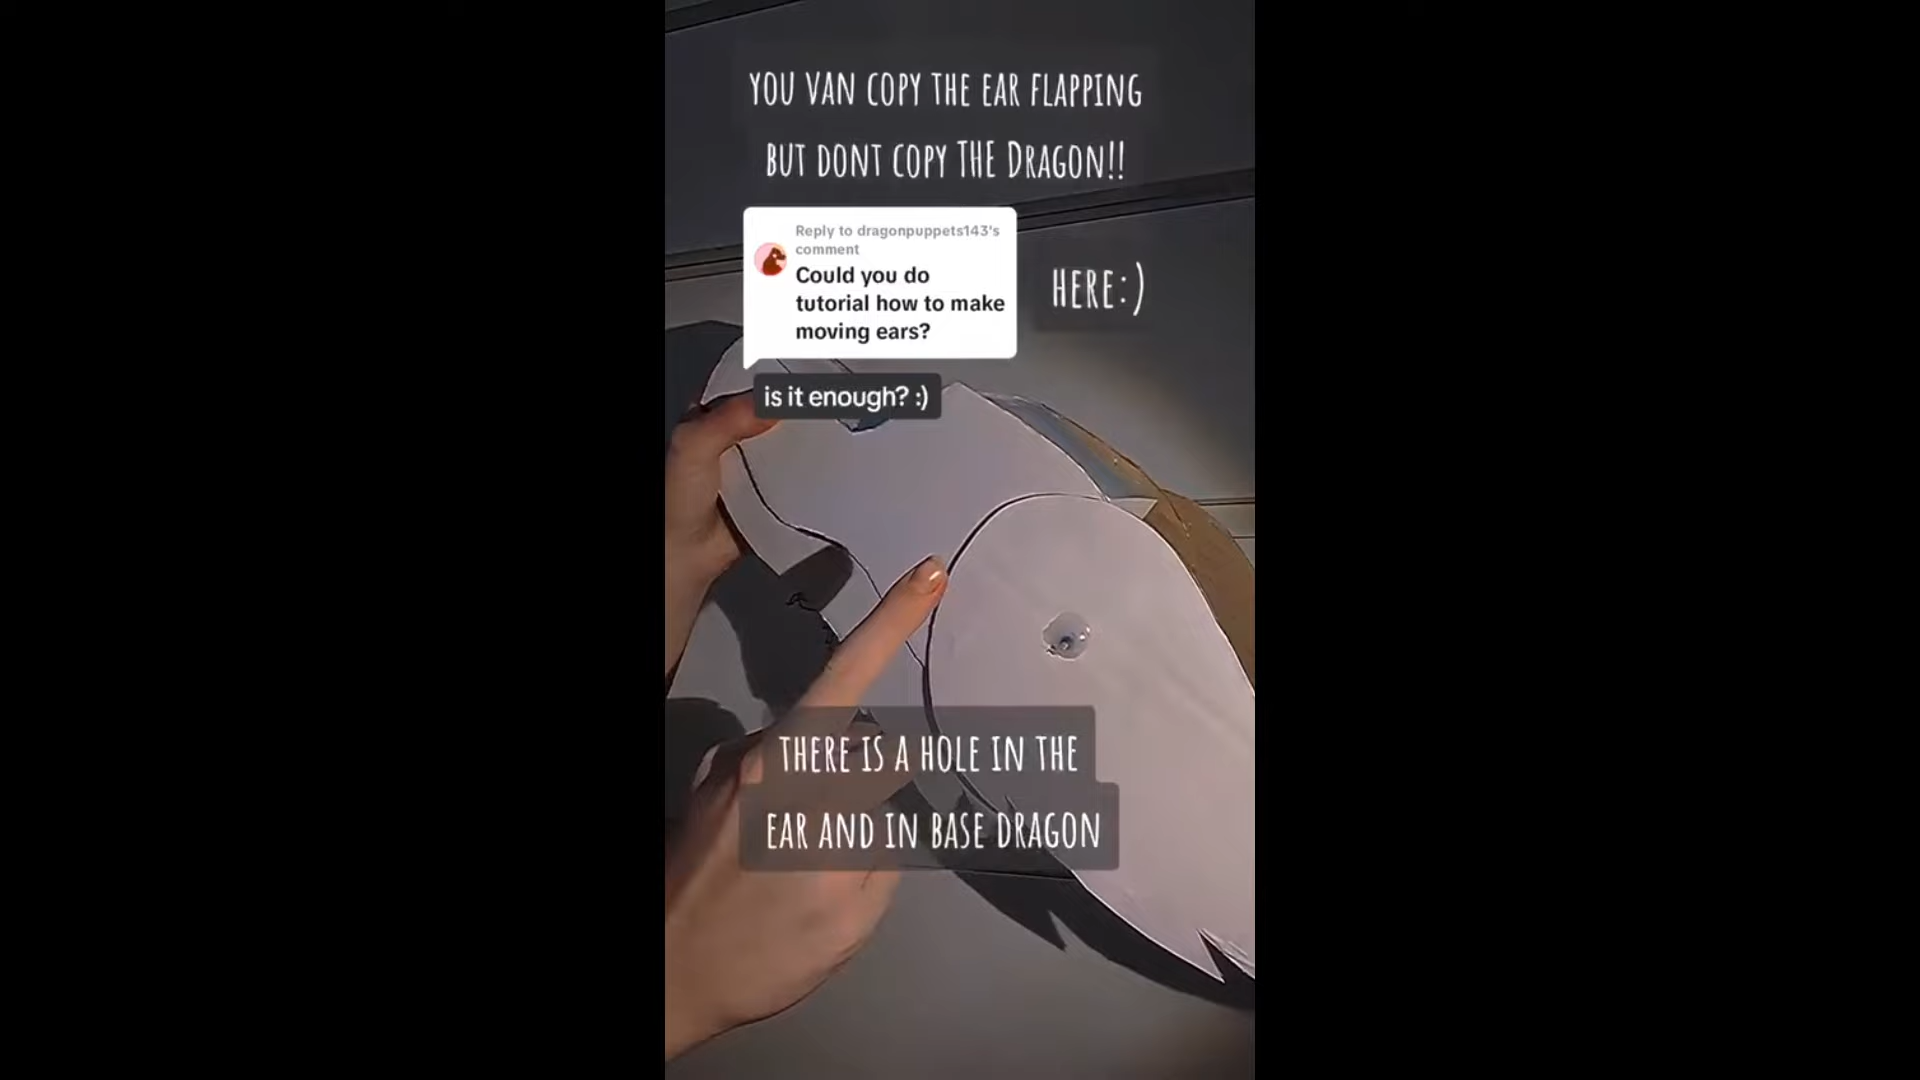 YOU VAN COPY THE EAR FLAPPING
BUT DONT COPY THE DRAGON!!
Reply to dragonpuppets143's
comment
Could you do
tutorial how to make
moving ears?
HERE:)
is it enough? :)
THERE IS A HOLE IN THE
EAR AND IN BASE DRAGON